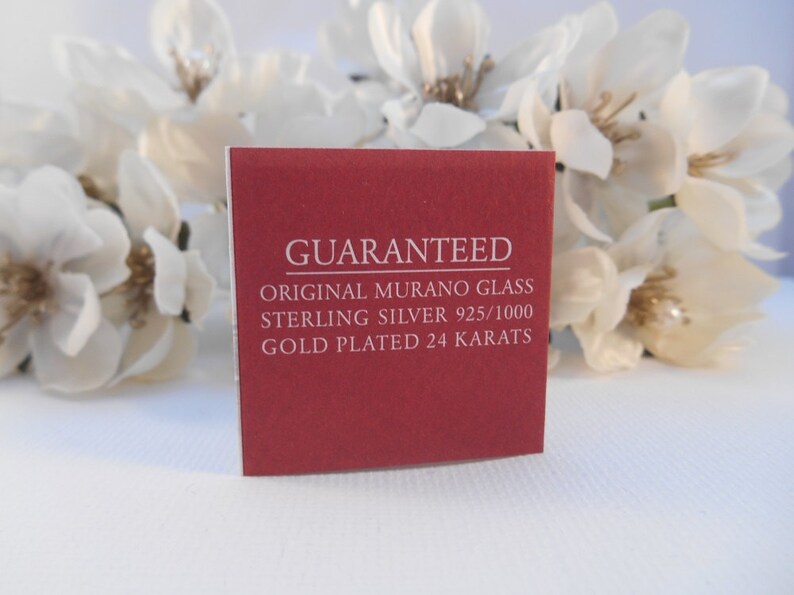 GUARANTEED
ORIGINAL MURANO GLASS
STERLING SILVER 925/1000
GOLD PLATED 24 KARATS